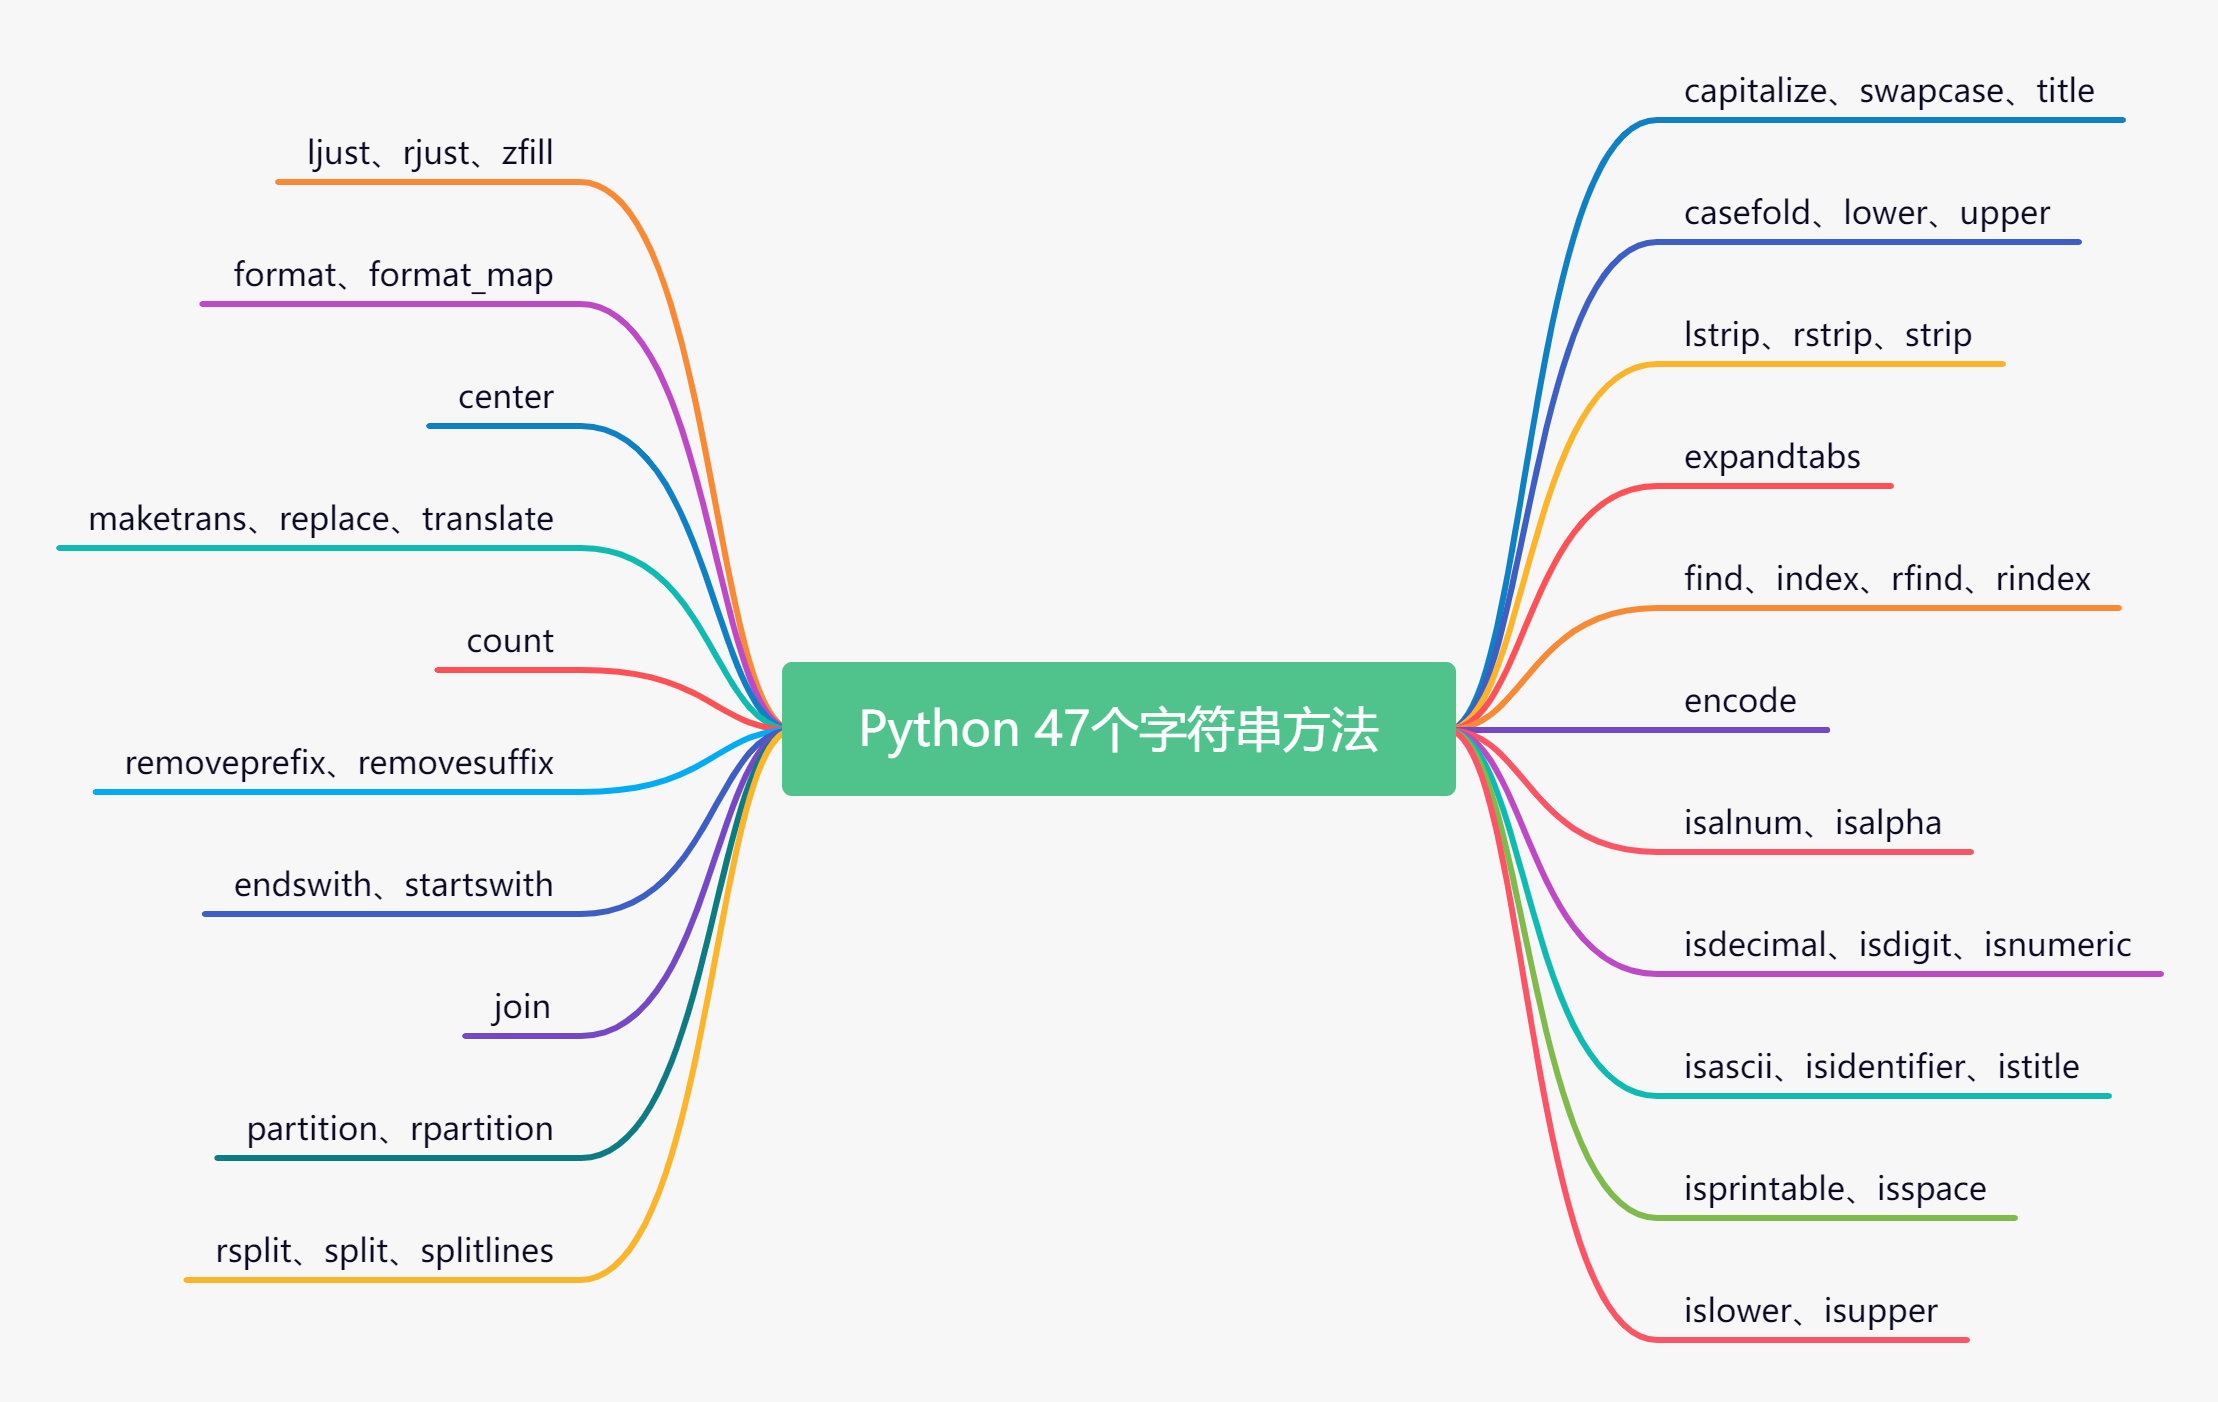 Python 47个字符串方法
capitalize、swapcase、title
casefold、lower、upper
lstrip、rstrip、strip
expandtabs
find、index、rfind、rindex
encode
isalnum、isalpha
isdecimal、isdigit、isnumeric
isascii、isidentifier、istitle
isprintable、isspace
islower、isupper
ljust、rjust、zfill
format、format_map
center
maketrans、replace、translate
count
removeprefix、removesuffix
endswith、startswith
join
partition、rpartition
rsplit、split、splitlines